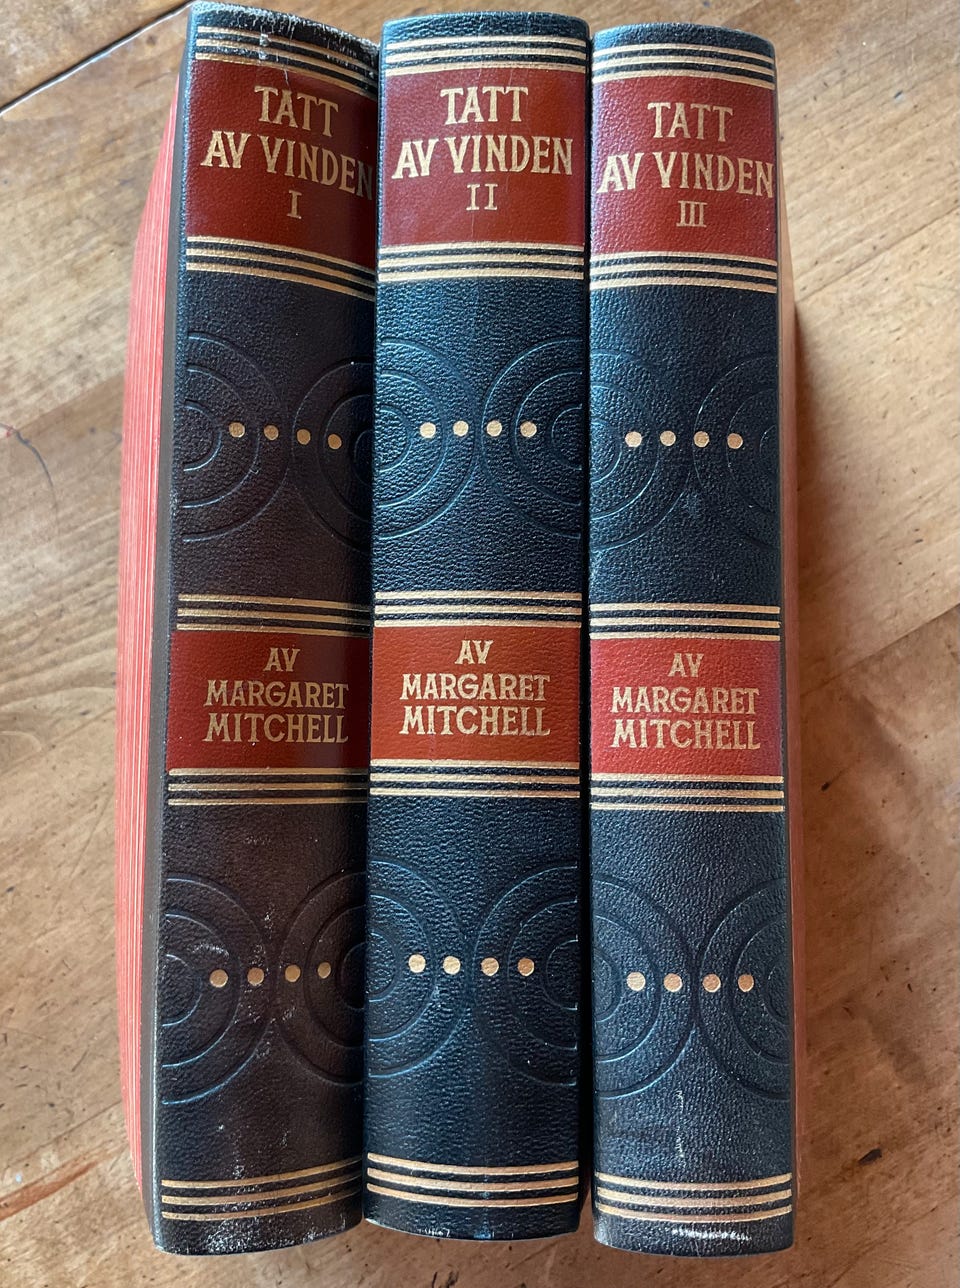 TATT
AV VINDEN
I
AV
MARGARET
MITCHELL
TATT
AV VINDEN
II
AV
MARGARET
MITCHELL
TATT
AV VINDEN
III
AV
MARGARET
MITCHELL